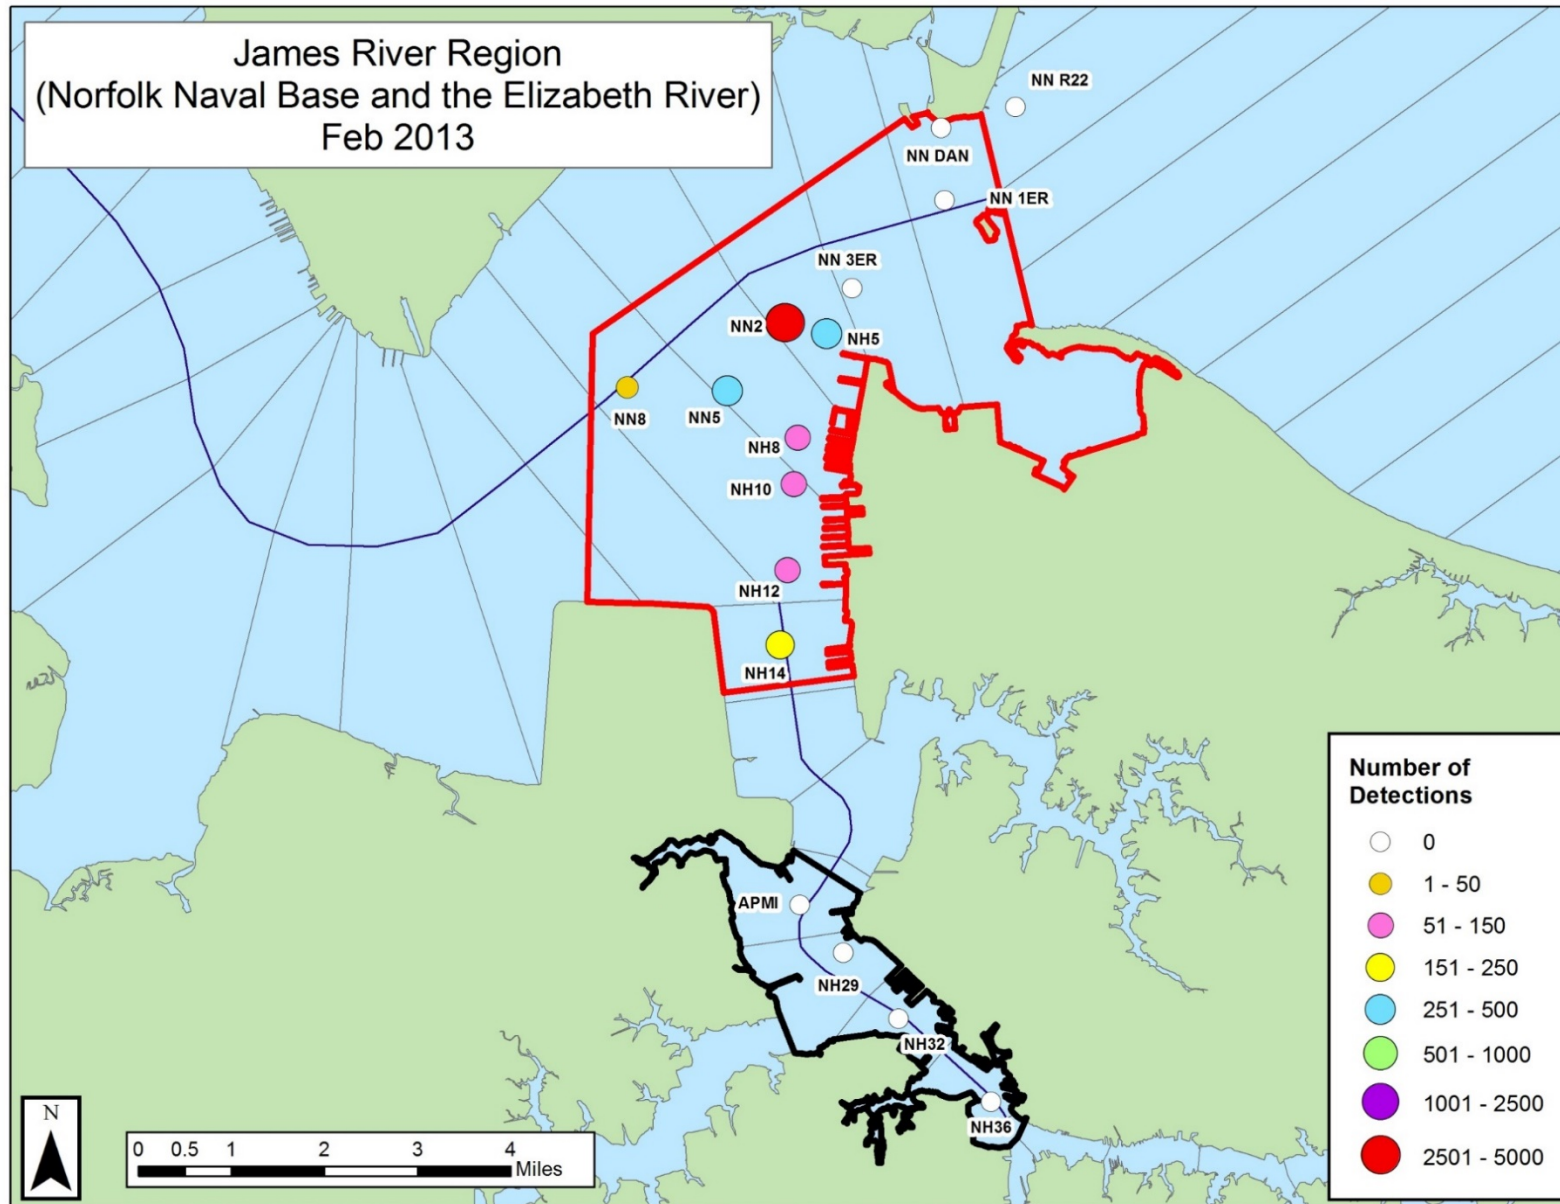 James River Region
(Norfolk Naval Base and the Elizabeth River)
Feb 2013
NN R22
NN DAN
NN 1ER
NN 3ER
NN2
NH5
NN8
NN5
NH8
NH10
NH12
NH14
APMI
NH29
NH32
NH36
Number of
Detections
0
1 - 50
51 - 150
151 - 250
251 - 500
501 - 1000
1001 - 2500
2501 - 5000
N
0 0.5 1 2 3 4
Miles